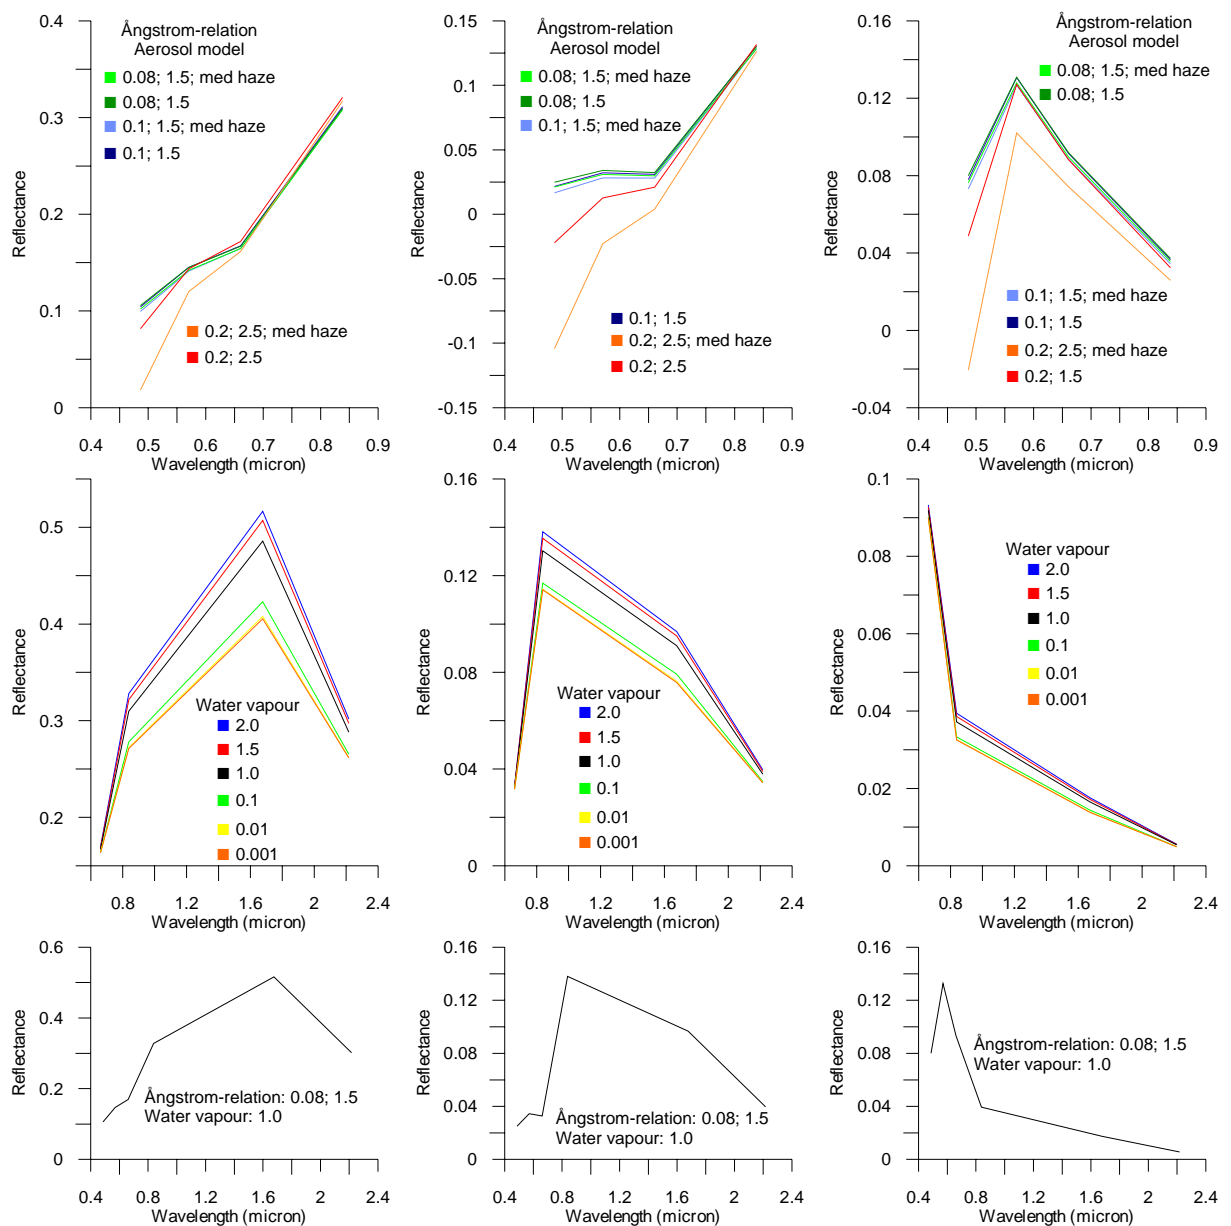 0.4
0.3
0.2
0.1
0
Reflectance
Ångstrom-relation
Aerosol model
0.08; 1.5; med haze
0.08; 1.5
0.1; 1.5; med haze
0.1; 1.5
0.2; 2.5; med haze
0.2; 2.5
0.4 0.5 0.6 0.7 0.8 0.9
Wavelength (micron)
0.15
0.1
0.05
0
-0.05
-0.1
-0.15
Reflectance
Ångstrom-relation
Aerosol model
0.08; 1.5; med haze
0.08; 1.5
0.1; 1.5; med haze
0.1; 1.5
0.2; 2.5; med haze
0.2; 2.5
0.4 0.5 0.6 0.7 0.8 0.9
Wavelength (micron)
0.16
0.12
0.08
0.04
0
-0.04
Reflectance
Ångstrom-relation
Aerosol model
0.08; 1.5; med haze
0.08; 1.5
0.1; 1.5; med haze
0.1; 1.5
0.2; 2.5; med haze
0.2; 1.5
0.4 0.5 0.6 0.7 0.8 0.9
Wavelength (micron)
0.5
0.4
0.3
0.2
Reflectance
Water vapour
2.0
1.5
1.0
0.1
0.01
0.001
0.8 1.2 1.6 2 2.4
Wavelength (micron)
0.16
0.12
0.08
0.04
0
Reflectance
Water vapour
2.0
1.5
1.0
0.1
0.01
0.001
0.8 1.2 1.6 2 2.4
Wavelength (micron)
0.1
0.08
0.06
0.04
0.02
0
Reflectance
Water vapour
2.0
1.5
1.0
0.1
0.01
0.001
0.8 1.2 1.6 2 2.4
Wavelength (micron)
0.6
0.4
0.2
0
Reflectance
Ångstrom-relation: 0.08; 1.5
Water vapour: 1.0
0.4 0.8 1.2 1.6 2 2.4
Wavelength (micron)
0.16
0.12
0.08
0.04
0
Reflectance
Ångstrom-relation: 0.08; 1.5
Water vapour: 1.0
0.4 0.8 1.2 1.6 2 2.4
Wavelength (micron)
0.16
0.12
0.08
0.04
0
Reflectance
Ångstrom-relation: 0.08; 1.5
Water vapour: 1.0
0.4 0.8 1.2 1.6 2 2.4
Wavelength (micron)